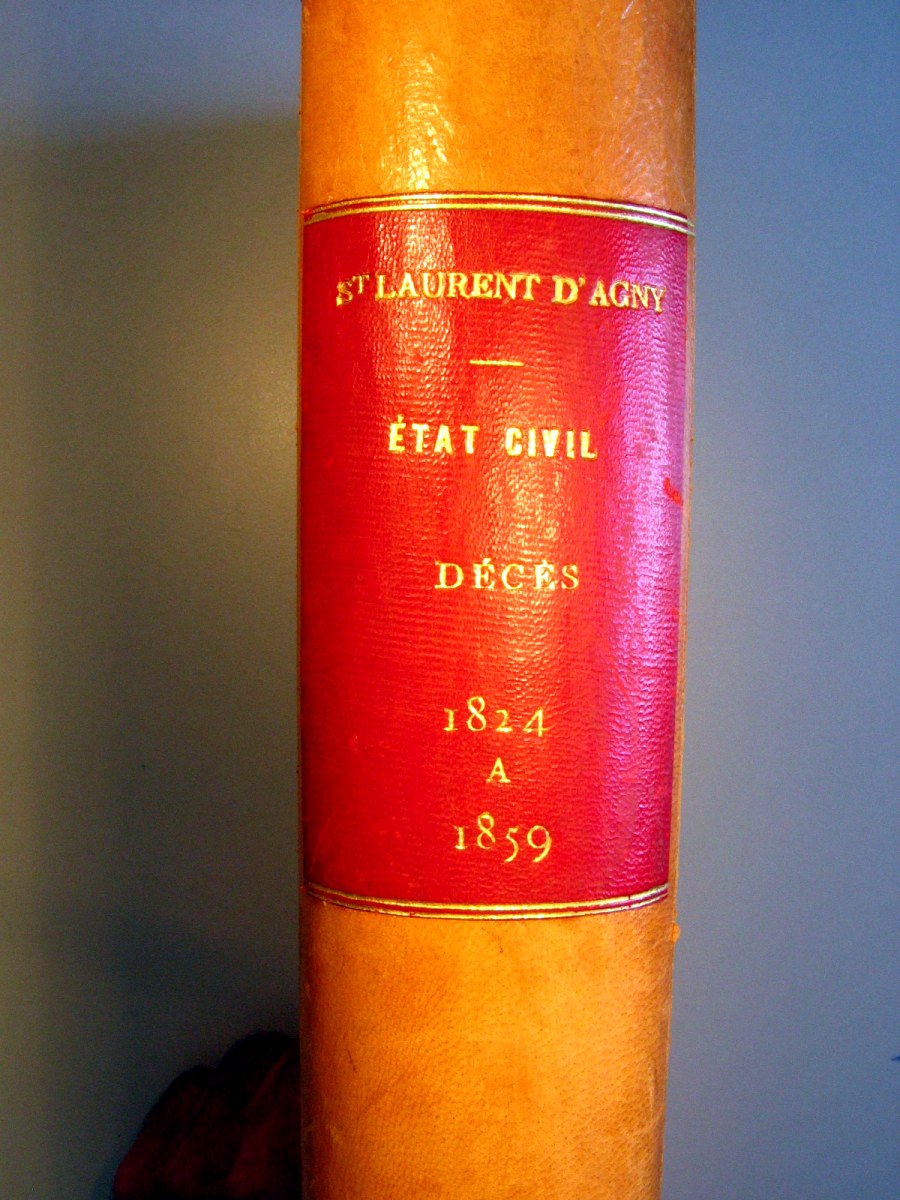 ST LAURENT D'AGNY
ÉTAT CIVIL
DÉCÈS
1824
A
1859